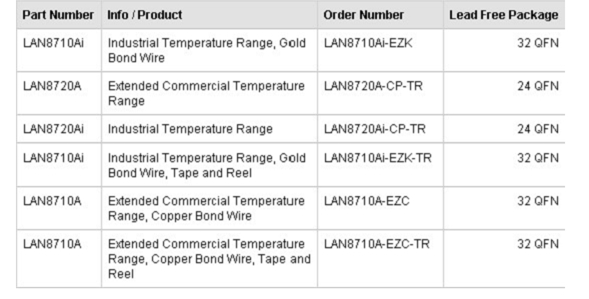 Part Number Info / Product Order Number Lead Free Package
LAN8710Ai Industrial Temperature Range, Gold LAN8710Ai-EZK 32 QFN
Bond Wire
LAN8720A Extended Commercial Temperature LAN8720A-CP-TR 24 QFN
Range
LAN8720Ai Industrial Temperature Range LAN8720Ai-CP-TR 24 QFN
LAN8710Ai Industrial Temperature Range, Gold LAN8710Ai-EZK-TR 32 QFN
Bond Wire, Tape and Reel
LAN8710A Extended Commercial Temperature LAN8710A-EZC 32 QFN
Range, Copper Bond Wire
LAN8710A Extended Commercial Temperature LAN8710A-EZC-TR 32 QFN
Range, Copper Bond Wire, Tape and
Reel